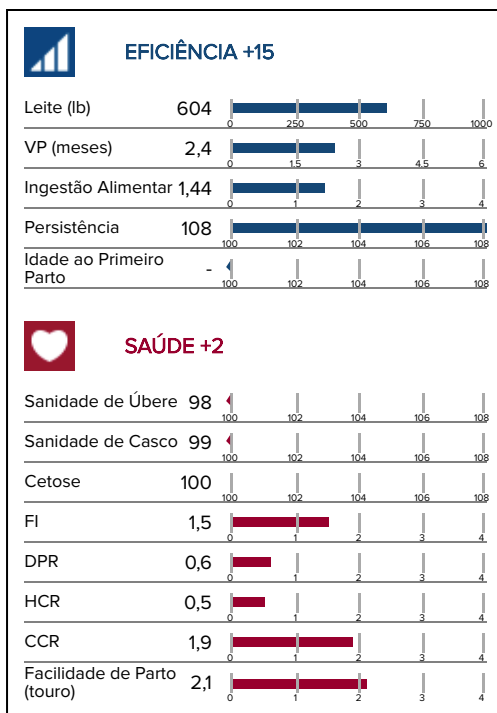 EFICIÊNCIA +15
Leite (lb) 604
0 250 500 750 1000
VP (meses) 2,4
0 1.5 3 4.5 6
Ingestão Alimentar 1,44
0 1 2 3 4
Persistência 108
100 102 104 106 108
Idade ao Primeiro
Parto -
100 102 104 106 108
SAÚDE +2
Sanidade de Úbere 98
100 102 104 106 108
Sanidade de Casco 99
100 102 104 106 108
Cetose 100
100 102 104 106 108
FI 1,5
0 1 2 3 4
DPR 0,6
0 1 2 3 4
HCR 0,5
0 1 2 3 4
CCR 1,9
0 1 2 3 4
Facilidade de Parto
(touro) 2,1
0 1 2 3 4